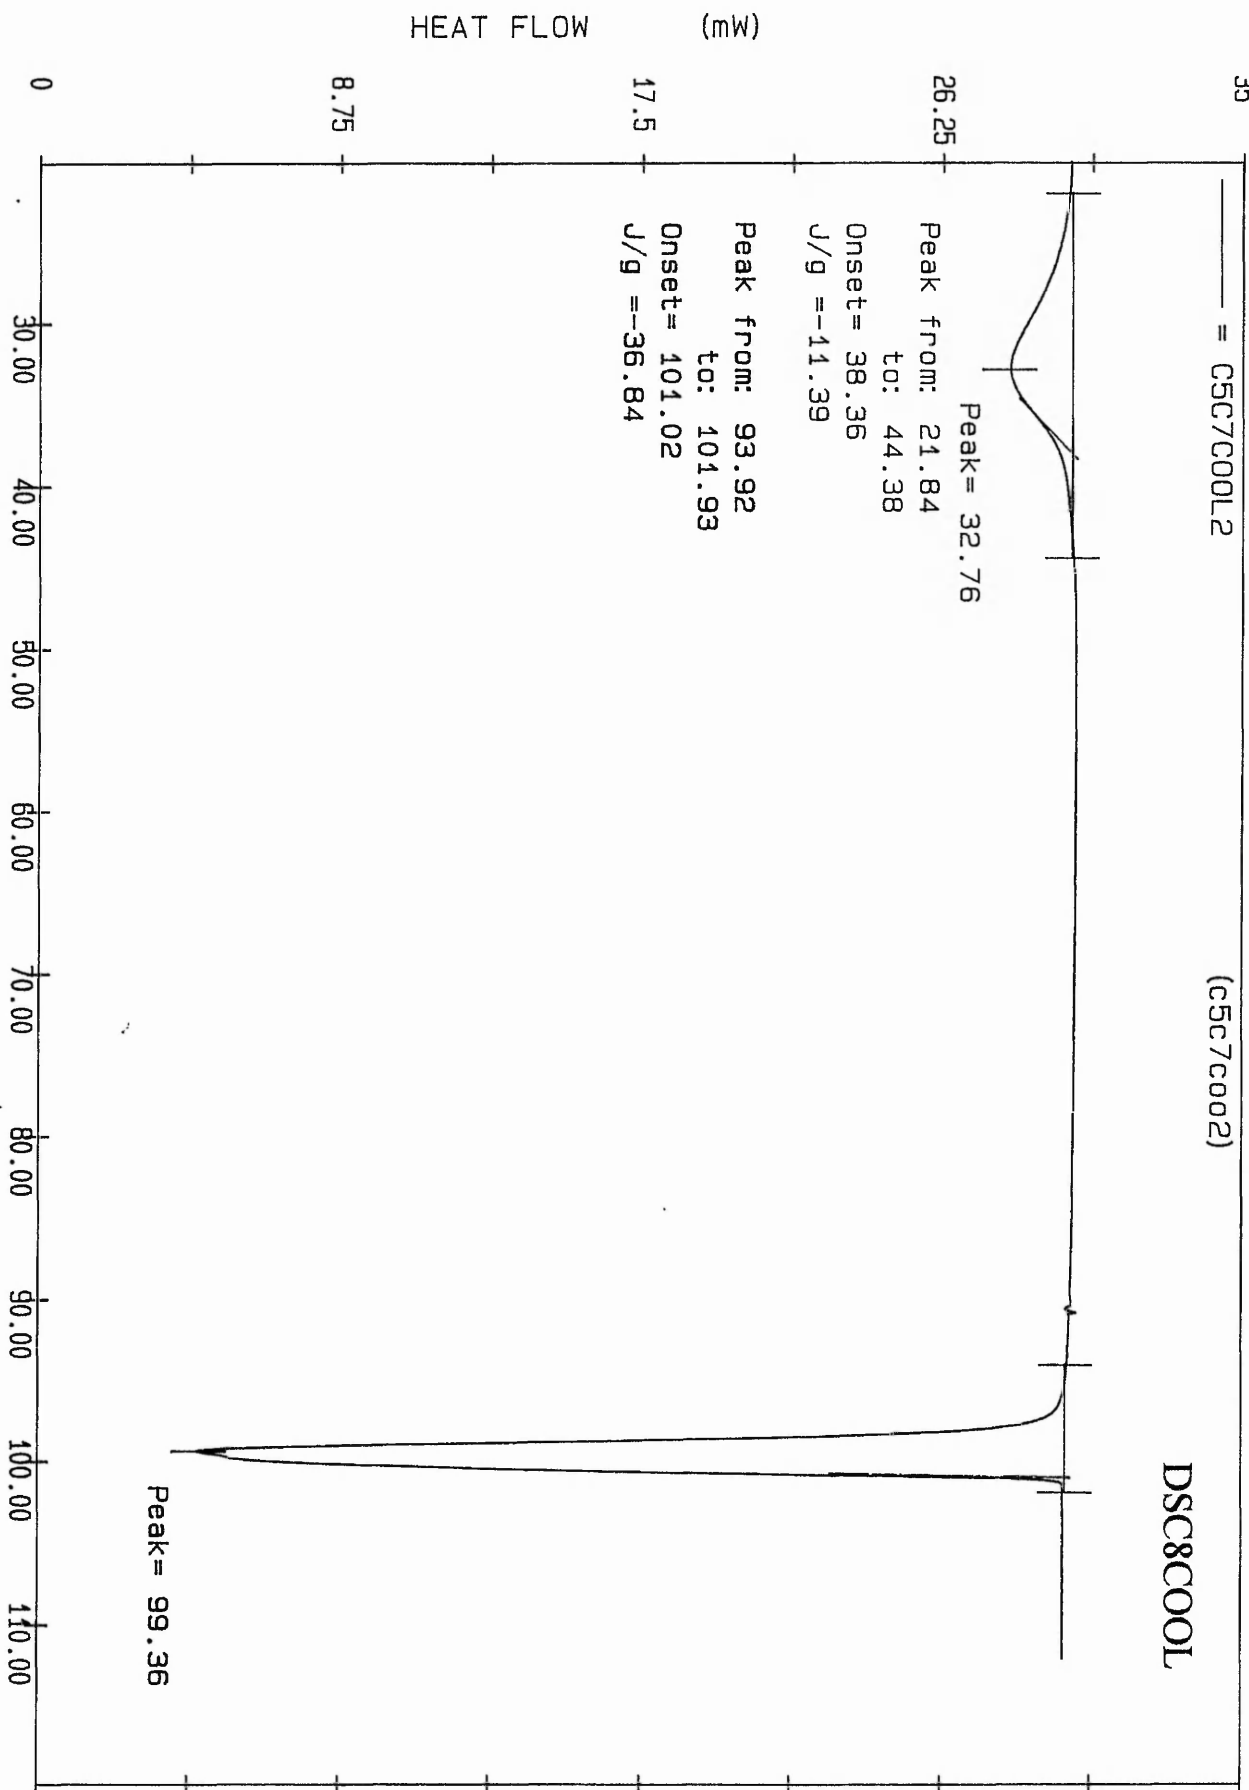 ——— = C5C7COOL2
(c5c7coo2)
DSC8COOL
HEAT FLOW (mW)
35
26.25
17.5
8.75
0
Peak= 32.76
Peak from: 21.84
to: 44.38
Onset= 38.36
J/g =-11.39
Peak from: 93.92
to: 101.93
Onset= 101.02
J/g =-36.84
Peak= 99.36
30.00
40.00
50.00
60.00
70.00
80.00
90.00
100.00
110.00